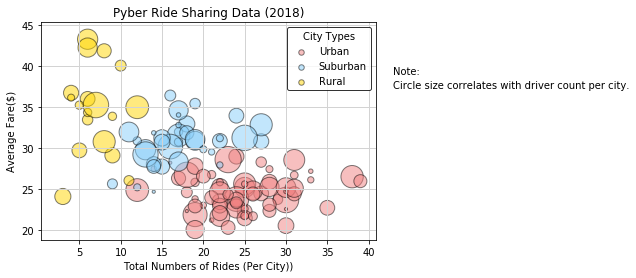 Pyber Ride Sharing Data (2018)
45
40
35
30
25
20
Average Fare($)
City Types
Urban
Suburban
Rural
Note:
Circle size correlates with driver count per city.
5
10
15
20
25
30
35
40
Total Numbers of Rides (Per City))